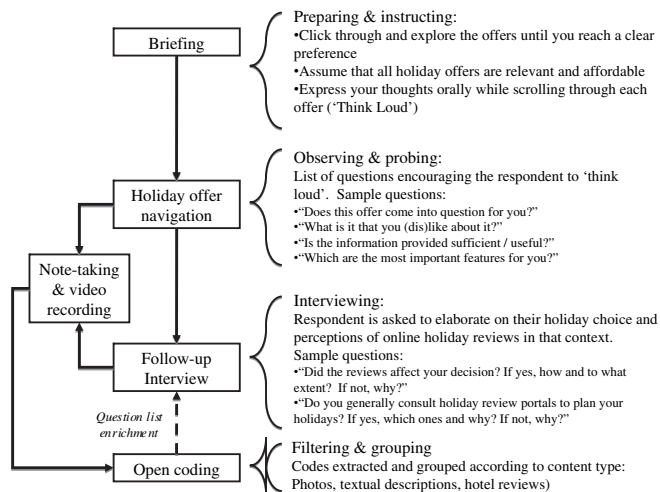 Briefing
Preparing & instructing:
•Click through and explore the offers until you reach a clear
preference
•Assume that all holiday offers are relevant and affordable
•Express your thoughts orally while scrolling through each
offer (‘Think Loud’)
Holiday offer
navigation
Observing & probing:
List of questions encouraging the respondent to ‘think
loud’.  Sample questions:
•“Does this offer come into question for you?”
•“What is it that you (dis)like about it?”
•“Is the information provided sufficient / useful?”
•“Which are the most important features for you?”
Note-taking
& video
recording
Follow-up
Interview
Interviewing:
Respondent is asked to elaborate on their holiday choice and
perceptions of online holiday reviews in that context.
Sample questions:
•“Did the reviews affect your decision? If yes, how and to what
extent?  If not, why?”
•“Do you generally consult holiday review portals to plan your
holidays? If yes, which ones and why? If not, why?”
Question list
enrichment
Open coding
Filtering & grouping
Codes extracted and grouped according to content type:
Photos, textual descriptions, hotel reviews)